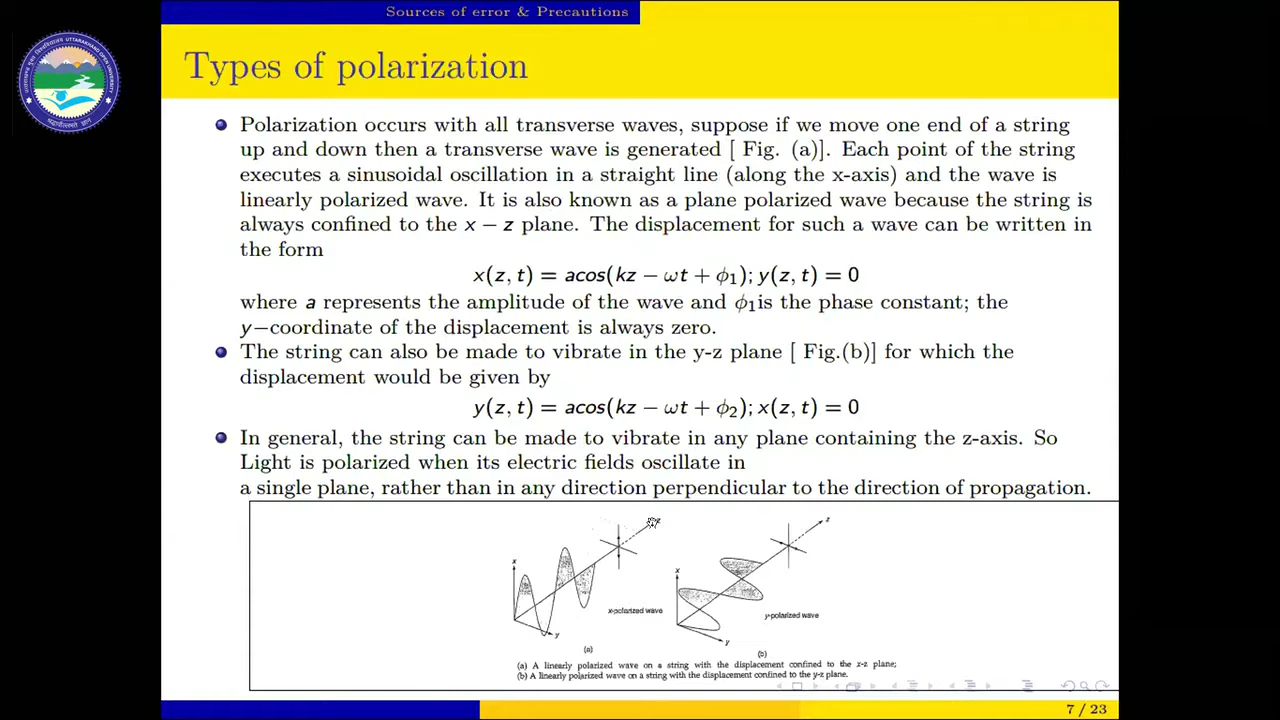 Sources of error & Precautions
Types of polarization
UTTARAKHAND OPEN UNIVERSITY
Polarization occurs with all transverse waves, suppose if we move one end of a string
up and down then a transverse wave is generated [ Fig. (a)]. Each point of the string
executes a sinusoidal oscillation in a straight line (along the x-axis) and the wave is
linearly polarized wave. It is also known as a plane polarized wave because the string is
always confined to the x − z plane. The displacement for such a wave can be written in
the form
x(z, t) = acos(kz − ωt + ϕ₁); y(z, t) = 0
where a represents the amplitude of the wave and ϕ₁is the phase constant; the
y−coordinate of the displacement is always zero.
The string can also be made to vibrate in the y-z plane [ Fig.(b)] for which the
displacement would be given by
y(z, t) = acos(kz − ωt + ϕ₂); x(z, t) = 0
In general, the string can be made to vibrate in any plane containing the z-axis. So
Light is polarized when its electric fields oscillate in
a single plane, rather than in any direction perpendicular to the direction of propagation.
x
z
y
x-polarized wave
(a)
x
z
y
y-polarized wave
(b)
(a) A linearly polarized wave on a string with the displacement confined to the x-z plane;
(b) A linearly polarized wave on a string with the displacement confined to the y-z plane.
7 / 23